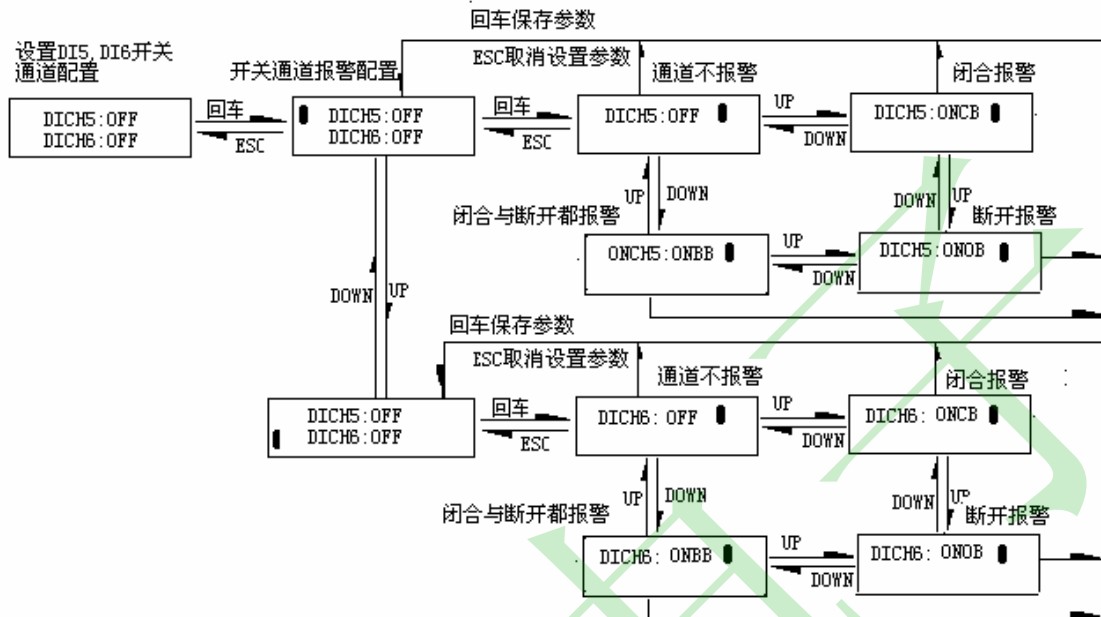 回车保存参数
设置DI5,DI6开关
通道配置
开关通道报警配置
ESC取消设置参数
通道不报警
闭合报警
DICH5:OFF
DICH6:OFF
回车
ESC
DICH5:OFF
DICH6:OFF
回车
ESC
DICH5:OFF
UP
DOWN
DICH5:ONCB
UP
DOWN
DOWN
UP
闭合与断开都报警
断开报警
ONCH5:ONBB
UP
DOWN
DICH5:ONOB
DOWN
UP
回车保存参数
ESC取消设置参数
通道不报警
闭合报警
DICH5:OFF
DICH6:OFF
回车
ESC
DICH6: OFF
UP
DOWN
DICH6: ONCB
UP
DOWN
DOWN
UP
闭合与断开都报警
断开报警
DICH6: ONBB
UP
DOWN
DICH6: ONOB